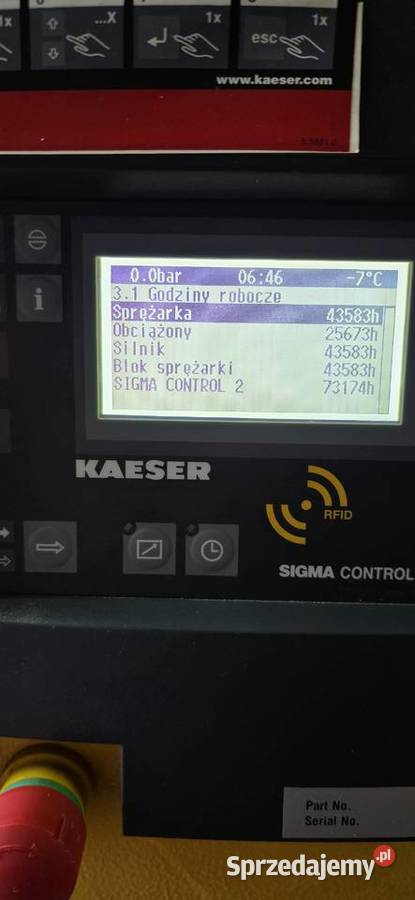 1x
...X
1x
1x
esc
www.kaeser.com
0.0bar 06:46 -7°C
3.1 Godziny robocze
Sprężarka 43583h
Obciążony 25673h
Silnik 43583h
Blok sprężarki 43583h
SIGMA CONTROL 2 73174h
KAESER
RFID
SIGMA CONTROL
Part No.
Serial No.
Sprzedajemy.pl